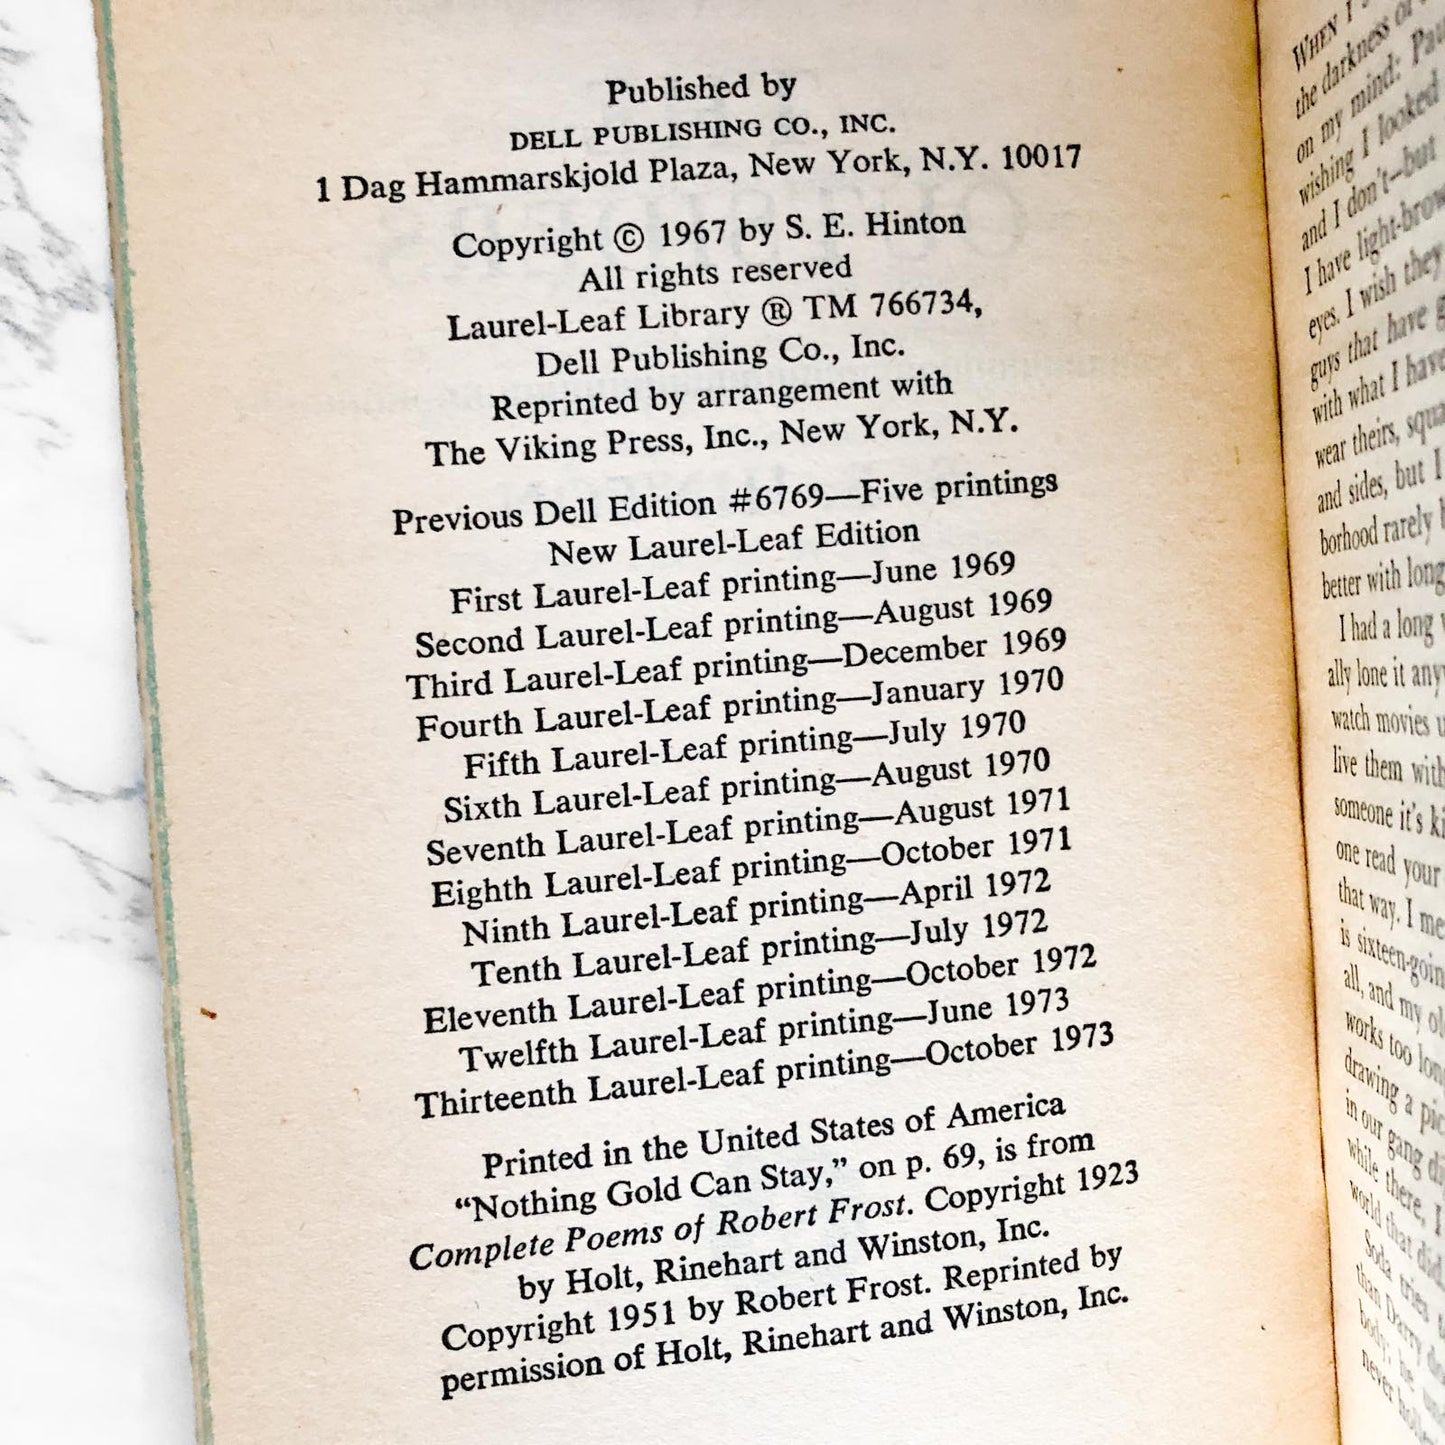 Published by
DELL PUBLISHING CO., INC.
1 Dag Hammarskjold Plaza, New York, N.Y. 10017
Copyright © 1967 by S. E. Hinton
All rights reserved
Laurel-Leaf Library ® TM 766734,
Dell Publishing Co., Inc.
Reprinted by arrangement with
The Viking Press, Inc., New York, N.Y.
Previous Dell Edition #6769—Five printings
New Laurel-Leaf Edition
First Laurel-Leaf printing—June 1969
Second Laurel-Leaf printing—August 1969
Third Laurel-Leaf printing—December 1969
Fourth Laurel-Leaf printing—January 1970
Fifth Laurel-Leaf printing—July 1970
Sixth Laurel-Leaf printing—August 1970
Seventh Laurel-Leaf printing—August 1971
Eighth Laurel-Leaf printing—October 1971
Ninth Laurel-Leaf printing—April 1972
Tenth Laurel-Leaf printing—July 1972
Eleventh Laurel-Leaf printing—October 1972
Twelfth Laurel-Leaf printing—June 1973
Thirteenth Laurel-Leaf printing—October 1973
Printed in the United States of America
"Nothing Gold Can Stay," on p. 69, is from
Complete Poems of Robert Frost. Copyright 1923
by Holt, Rinehart and Winston, Inc.
Copyright 1951 by Robert Frost. Reprinted by
permission of Holt, Rinehart and Winston, Inc.
WHEN I
the darkness
on my mind:
wishing I looked
and I don't—but
I have
eyes. I wish they
guys that have
with what I have
wear theirs,
and sides, but I
borhood rarely
better with long
I had a long
ally lone it
watch movies
live them with
someone it's
one read your
that way. I
is
all, and my
works too
drawing a
in our gang
while there, I
world that
Soda tries
than Darry
body; he
never